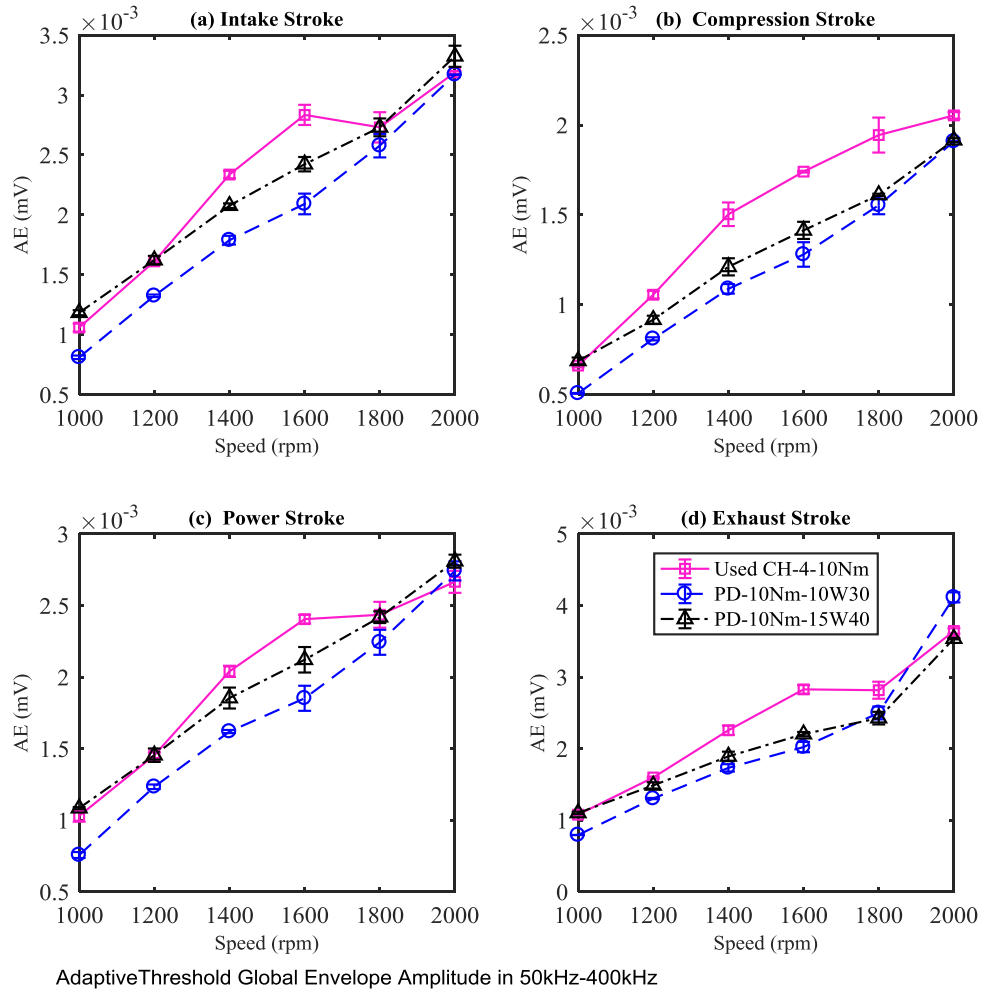 (a) Intake Stroke
×10⁻³
3.5
3
2.5
2
1.5
1
0.5
AE (mV)
1000 1200 1400 1600 1800 2000
Speed (rpm)
(b) Compression Stroke
×10⁻³
2.5
2
1.5
1
0.5
AE (mV)
1000 1200 1400 1600 1800 2000
Speed (rpm)
(c) Power Stroke
×10⁻³
3
2.5
2
1.5
1
0.5
AE (mV)
1000 1200 1400 1600 1800 2000
Speed (rpm)
(d) Exhaust Stroke
×10⁻³
5
4
3
2
1
0
AE (mV)
Used CH-4-10Nm
PD-10Nm-10W30
PD-10Nm-15W40
1000 1200 1400 1600 1800 2000
Speed (rpm)
AdaptiveThreshold Global Envelope Amplitude in 50kHz-400kHz